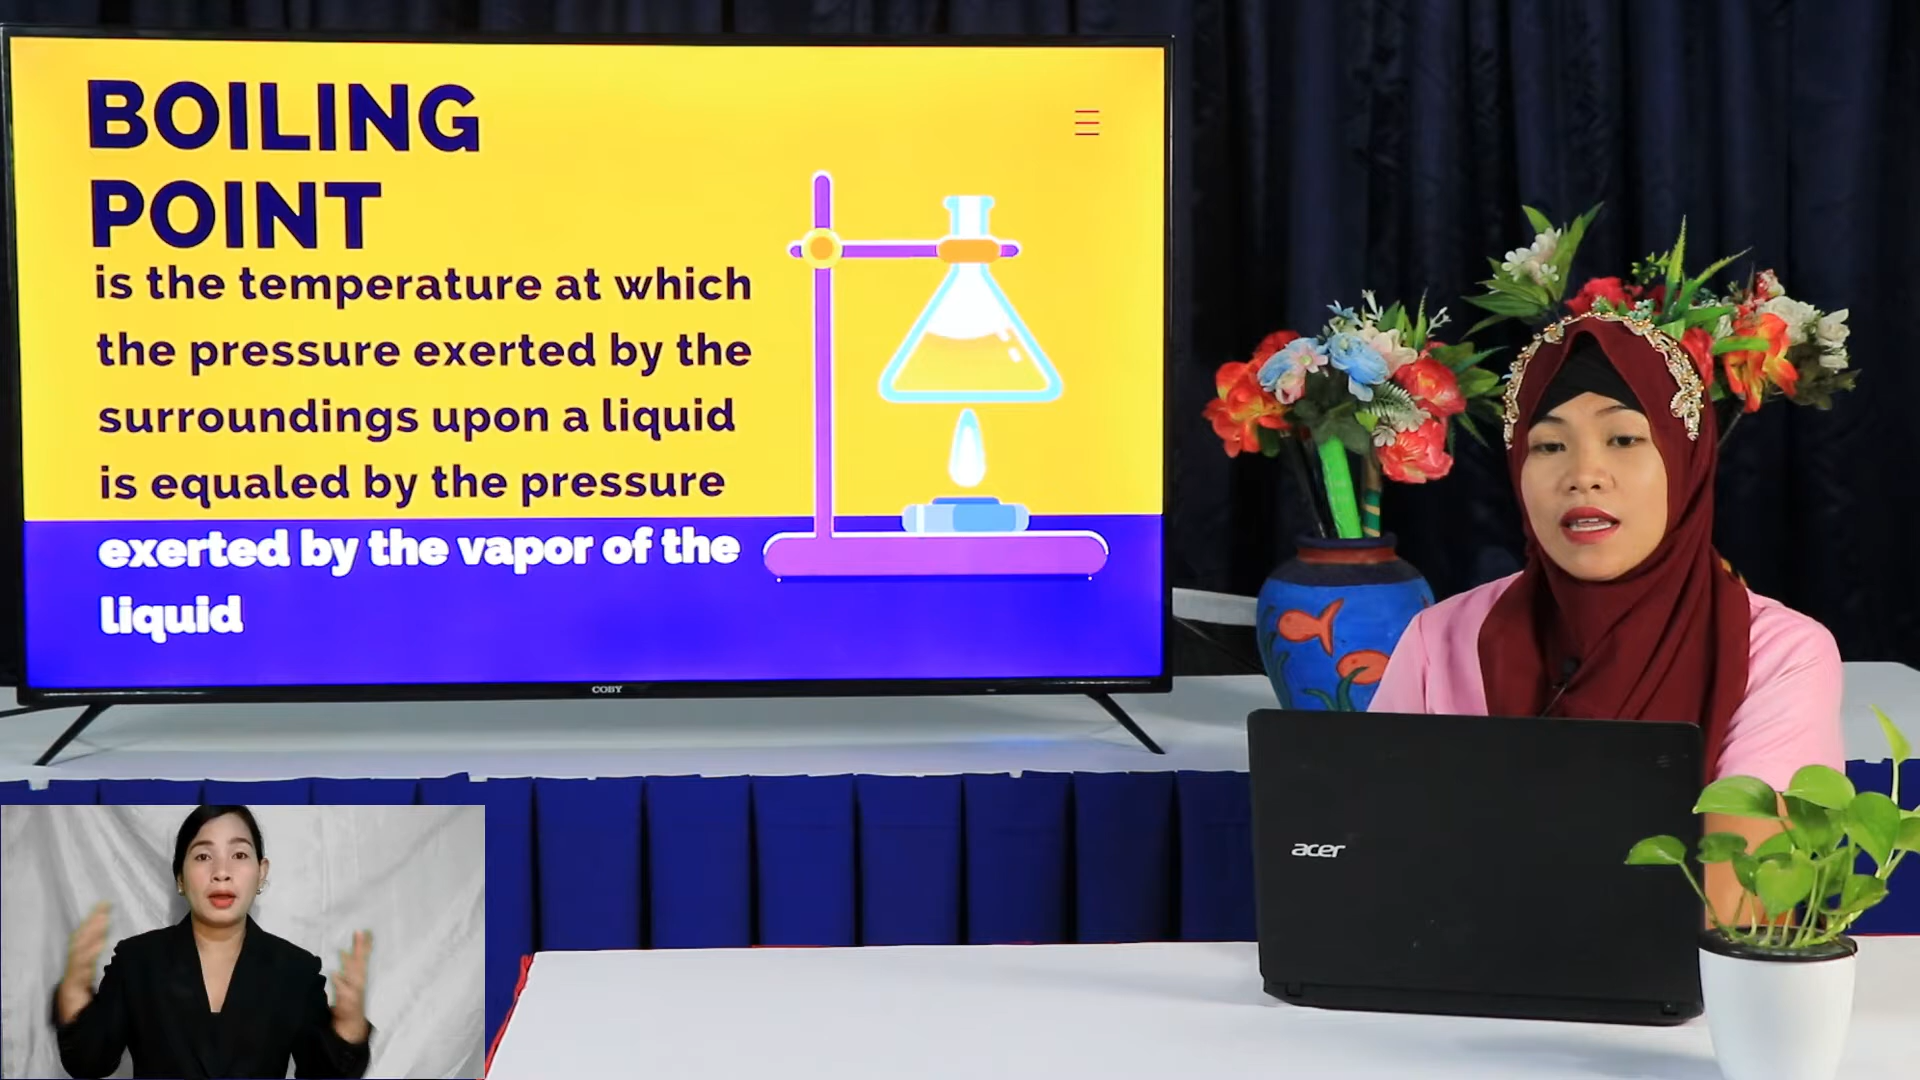 BOILING
POINT
is the temperature at which
the pressure exerted by the
surroundings upon a liquid
is equaled by the pressure
exerted by the vapor of the
liquid
COBY
acer